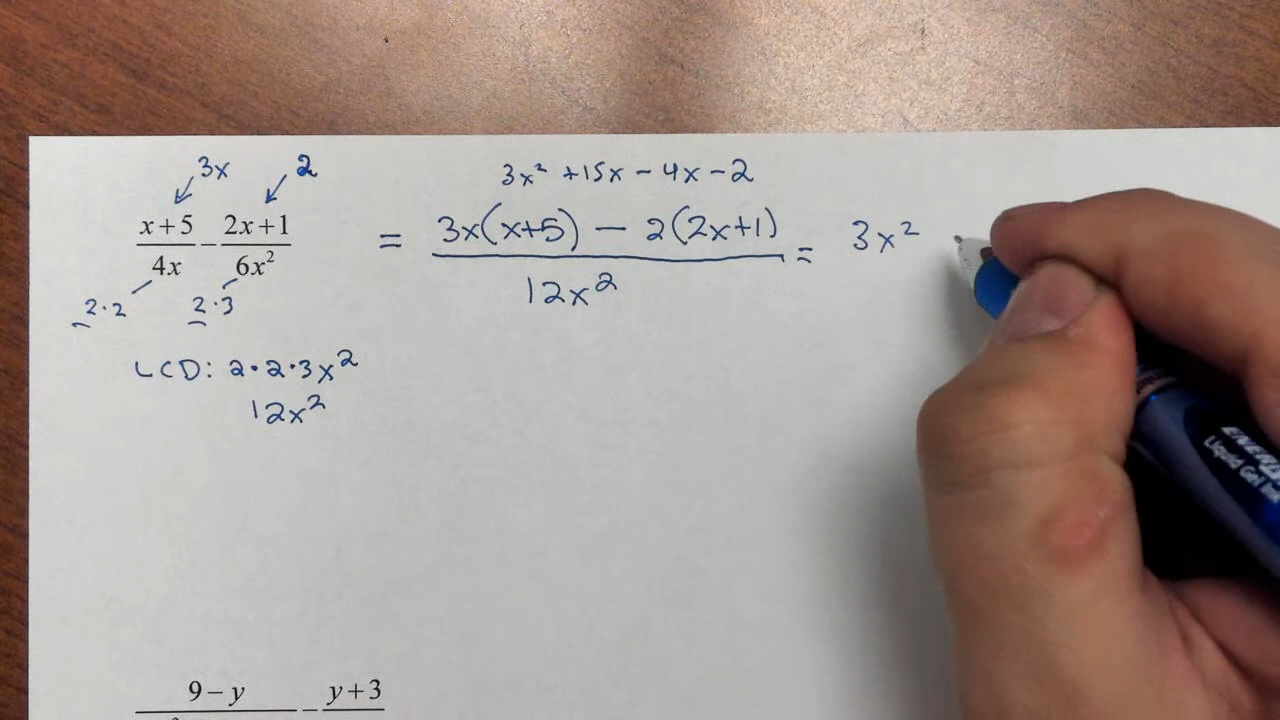 3x 2
3x² + 15x − 4x − 2
x + 5 / 4x − 2x + 1 / 6x² = 3x(x+5) − 2(2x+1) / 12x² = 3x²
2·2 2·3
LCD: 2·2·3x²
12x²
9 − y − y + 3
Liquid Gel Ink